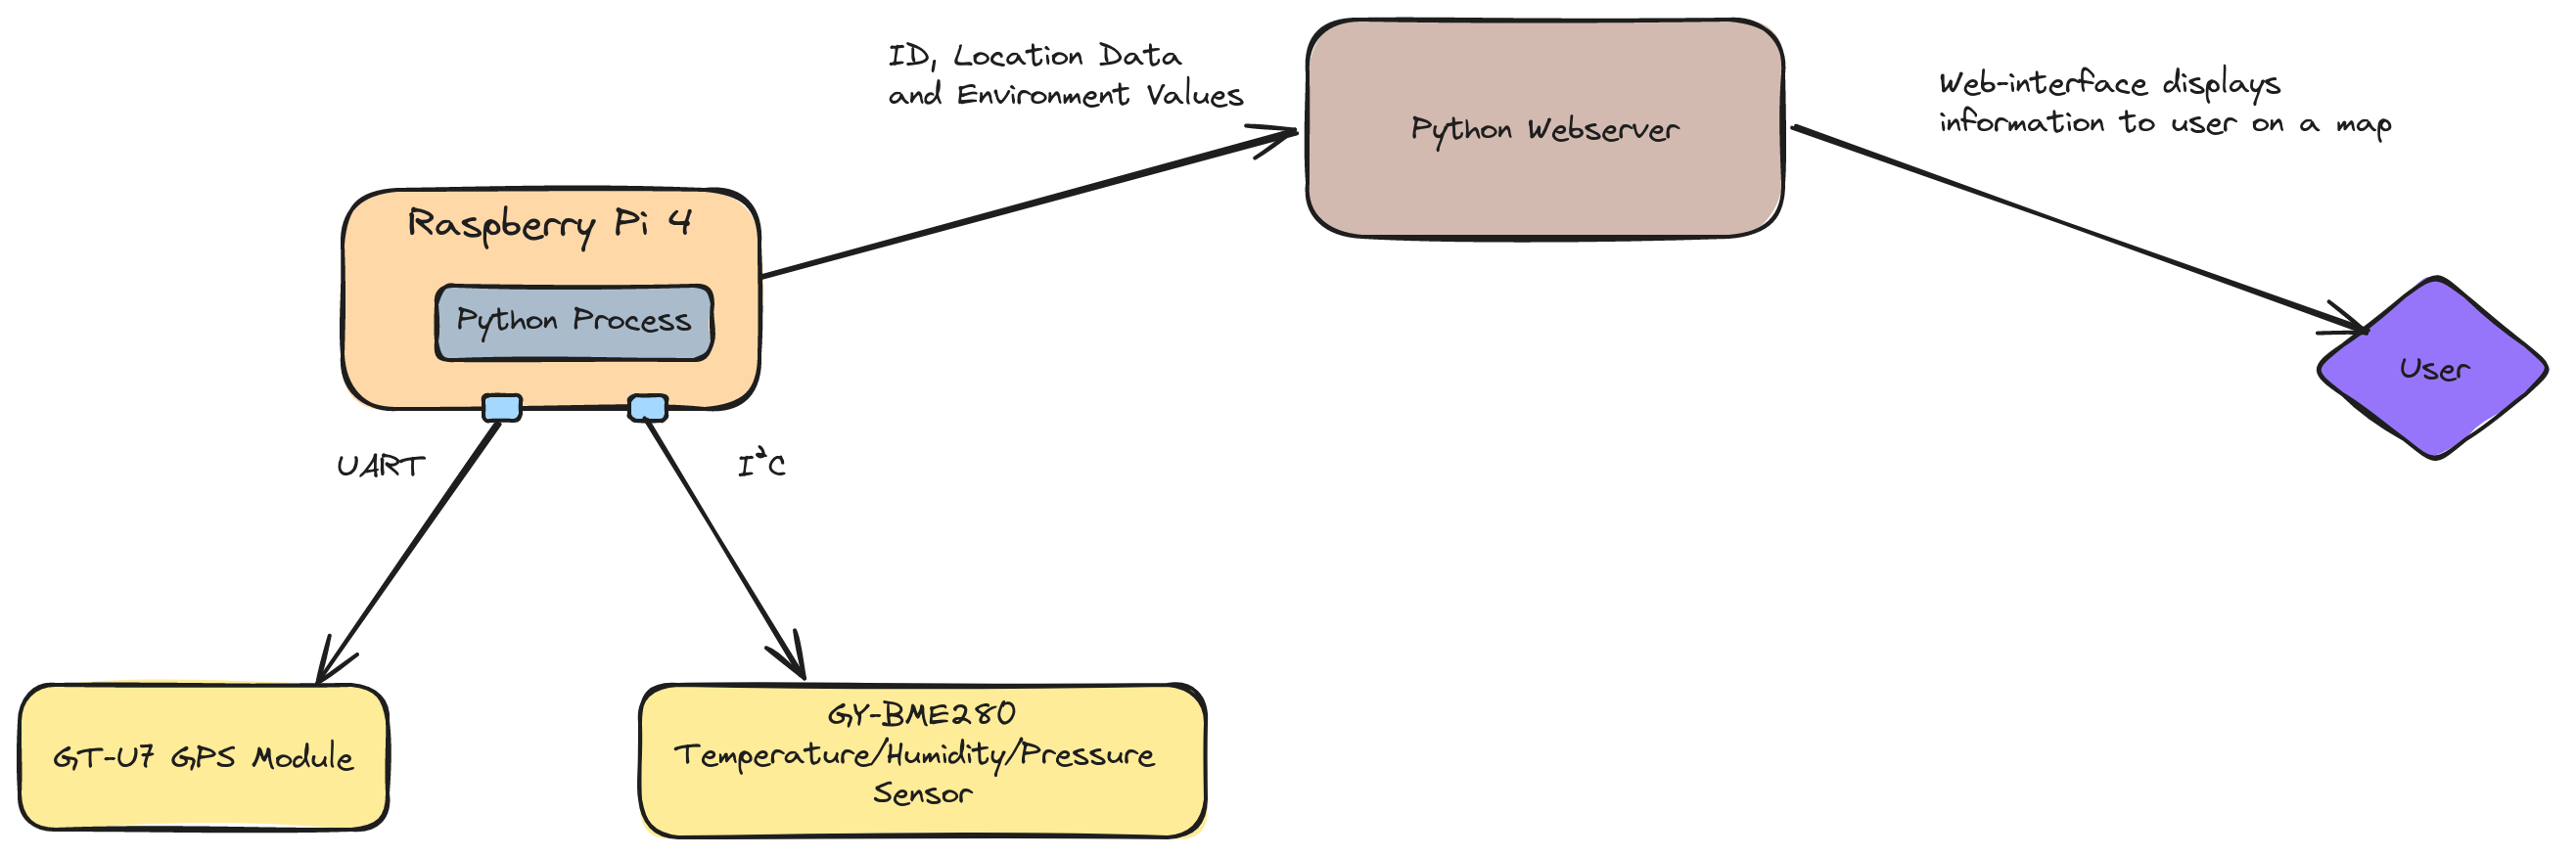 ID, Location Data
and Environment Values
Python Webserver
Web-interface displays
information to user on a map
Raspberry Pi 4
Python Process
User
UART
I²C
GT-U7 GPS Module
GY-BME280
Temperature/Humidity/Pressure
Sensor